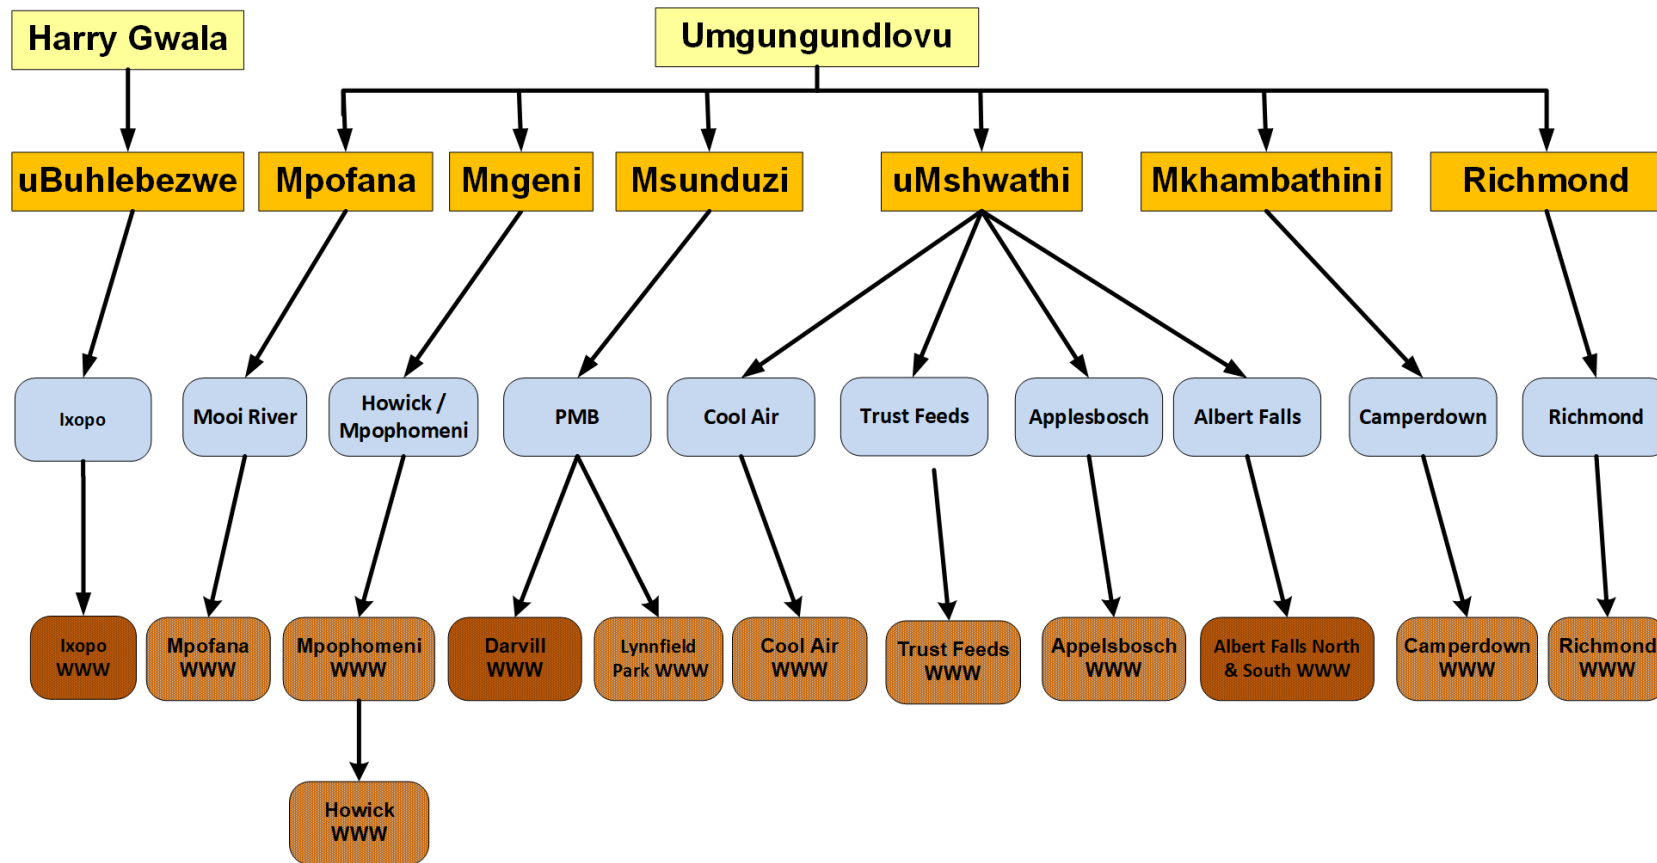 Harry Gwala
Umgungundlovu
uBuhlebezwe
Mpofana
Mngeni
Msunduzi
uMshwathi
Mkhambathini
Richmond
Ixopo
Mooi River
Howick /
Mpophomeni
PMB
Cool Air
Trust Feeds
Applesbosch
Albert Falls
Camperdown
Richmond
Ixopo
WWW
Mpofana
WWW
Mpophomeni
WWW
Darvill
WWW
Lynnfield
Park WWW
Cool Air
WWW
Trust Feeds
WWW
Appelsbosch
WWW
Albert Falls North
& South WWW
Camperdown
WWW
Richmond
WWW
Howick
WWW